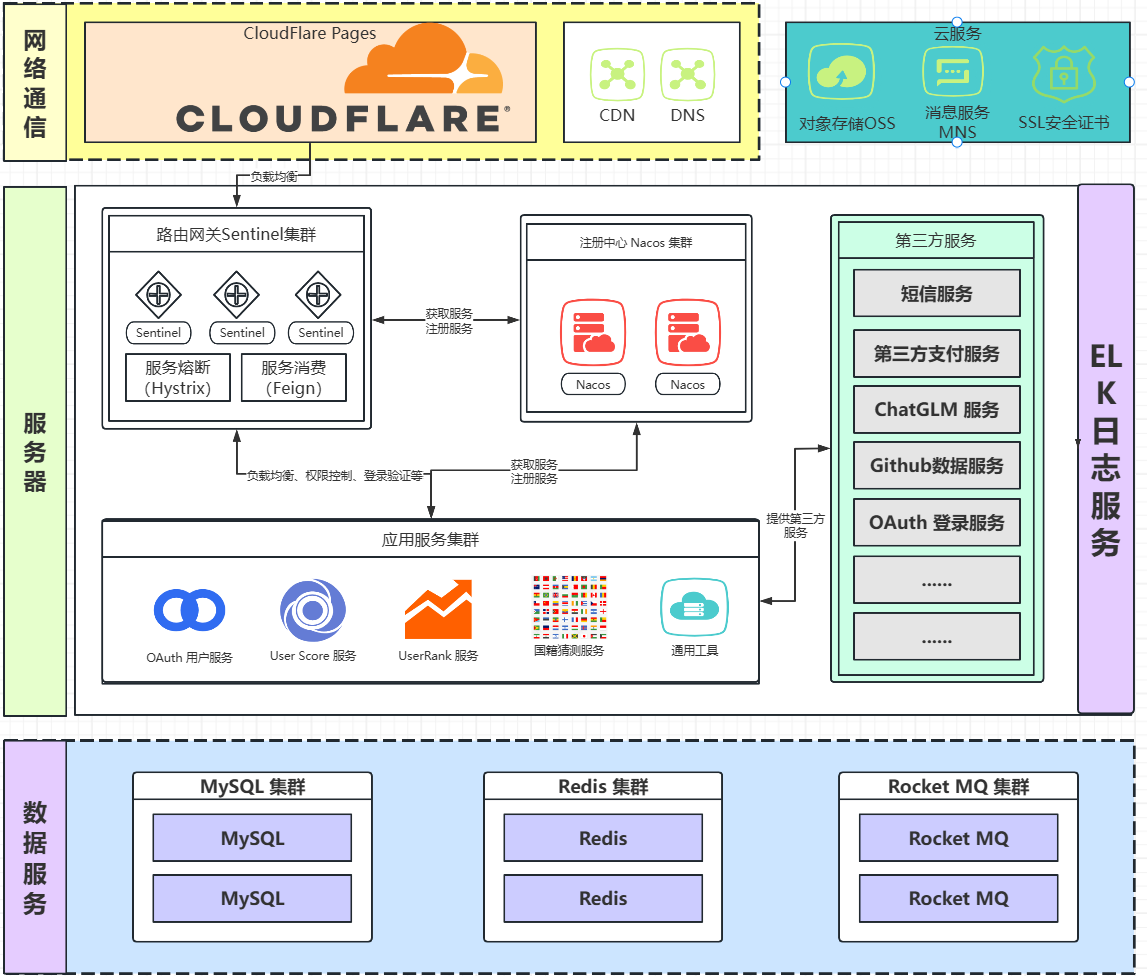 网
络
通
信
CloudFlare Pages
CLOUDFLARE®
CDN
DNS
云服务
对象存储OSS
消息服务
MNS
SSL安全证书
负载均衡
服
务
器
路由网关Sentinel集群
Sentinel
Sentinel
Sentinel
服务熔断
（Hystrix）
服务消费
（Feign）
获取服务
注册服务
注册中心 Nacos 集群
Nacos
Nacos
第三方服务
短信服务
第三方支付服务
ChatGLM 服务
Github数据服务
OAuth 登录服务
......
......
EL
K
日
志
服
务
负载均衡、权限控制、登录验证等
获取服务
注册服务
提供第三方
服务
应用服务集群
OAuth 用户服务
User Score 服务
UserRank 服务
国籍猜测服务
通用工具
数
据
服
务
MySQL 集群
MySQL
MySQL
Redis 集群
Redis
Redis
Rocket MQ 集群
Rocket MQ
Rocket MQ